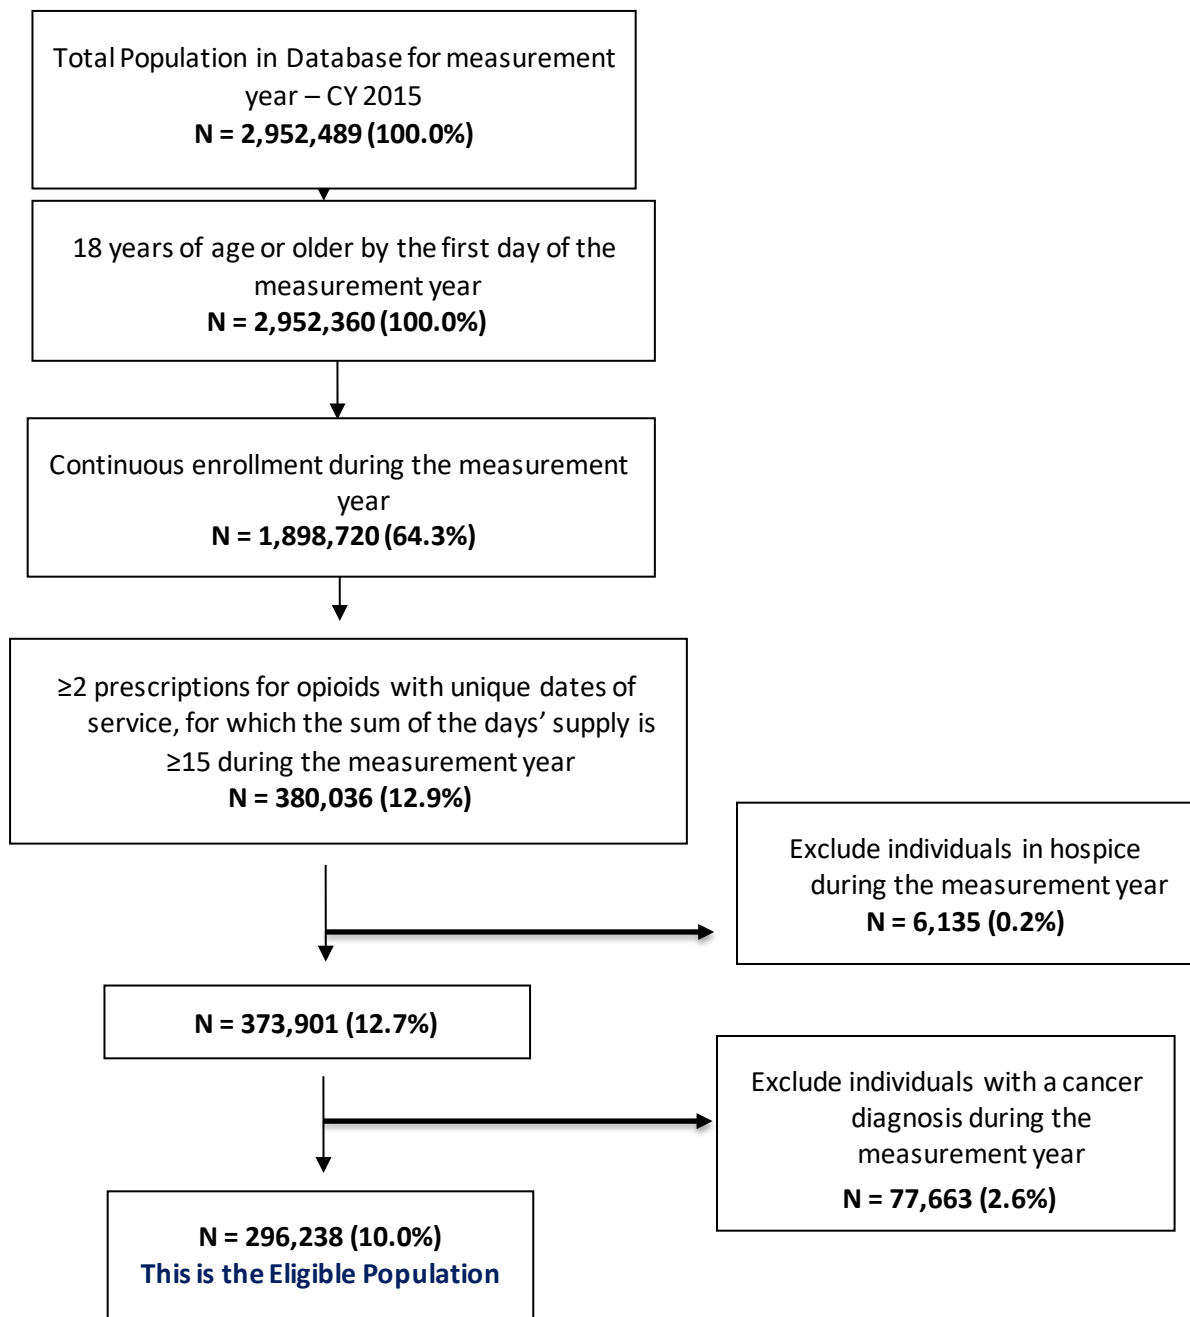 Total Population in Database for measurement
year – CY 2015
N = 2,952,489 (100.0%)
18 years of age or older by the first day of the
measurement year
N = 2,952,360 (100.0%)
Continuous enrollment during the measurement
year
N = 1,898,720 (64.3%)
≥2 prescriptions for opioids with unique dates of
service, for which the sum of the days’ supply is
≥15 during the measurement year
N = 380,036 (12.9%)
Exclude individuals in hospice
during the measurement year
N = 6,135 (0.2%)
N = 373,901 (12.7%)
Exclude individuals with a cancer
diagnosis during the
measurement year
N = 77,663 (2.6%)
N = 296,238 (10.0%)
This is the Eligible Population